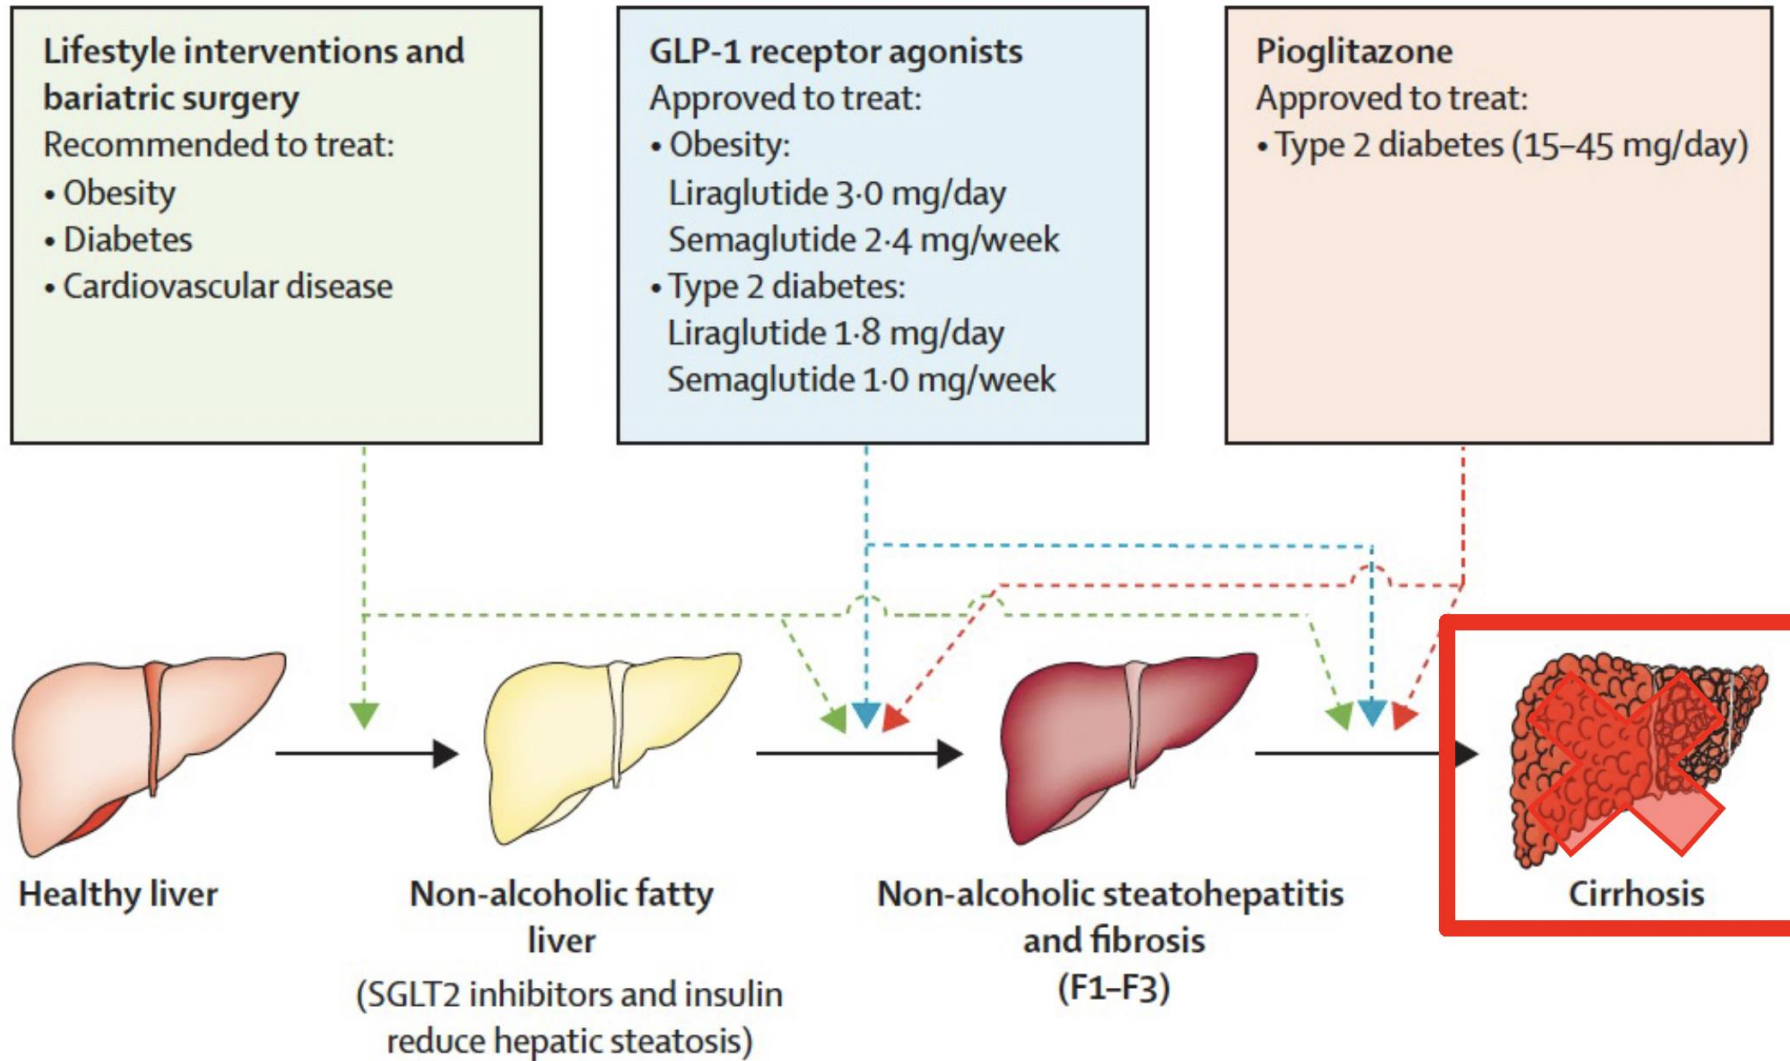 Lifestyle interventions and
bariatric surgery
Recommended to treat:
• Obesity
• Diabetes
• Cardiovascular disease
GLP-1 receptor agonists
Approved to treat:
• Obesity:
Liraglutide 3·0 mg/day
Semaglutide 2·4 mg/week
• Type 2 diabetes:
Liraglutide 1·8 mg/day
Semaglutide 1·0 mg/week
Pioglitazone
Approved to treat:
• Type 2 diabetes (15–45 mg/day)
Healthy liver
Non-alcoholic fatty
liver
(SGLT2 inhibitors and insulin
reduce hepatic steatosis)
Non-alcoholic steatohepatitis
and fibrosis
(F1–F3)
Cirrhosis